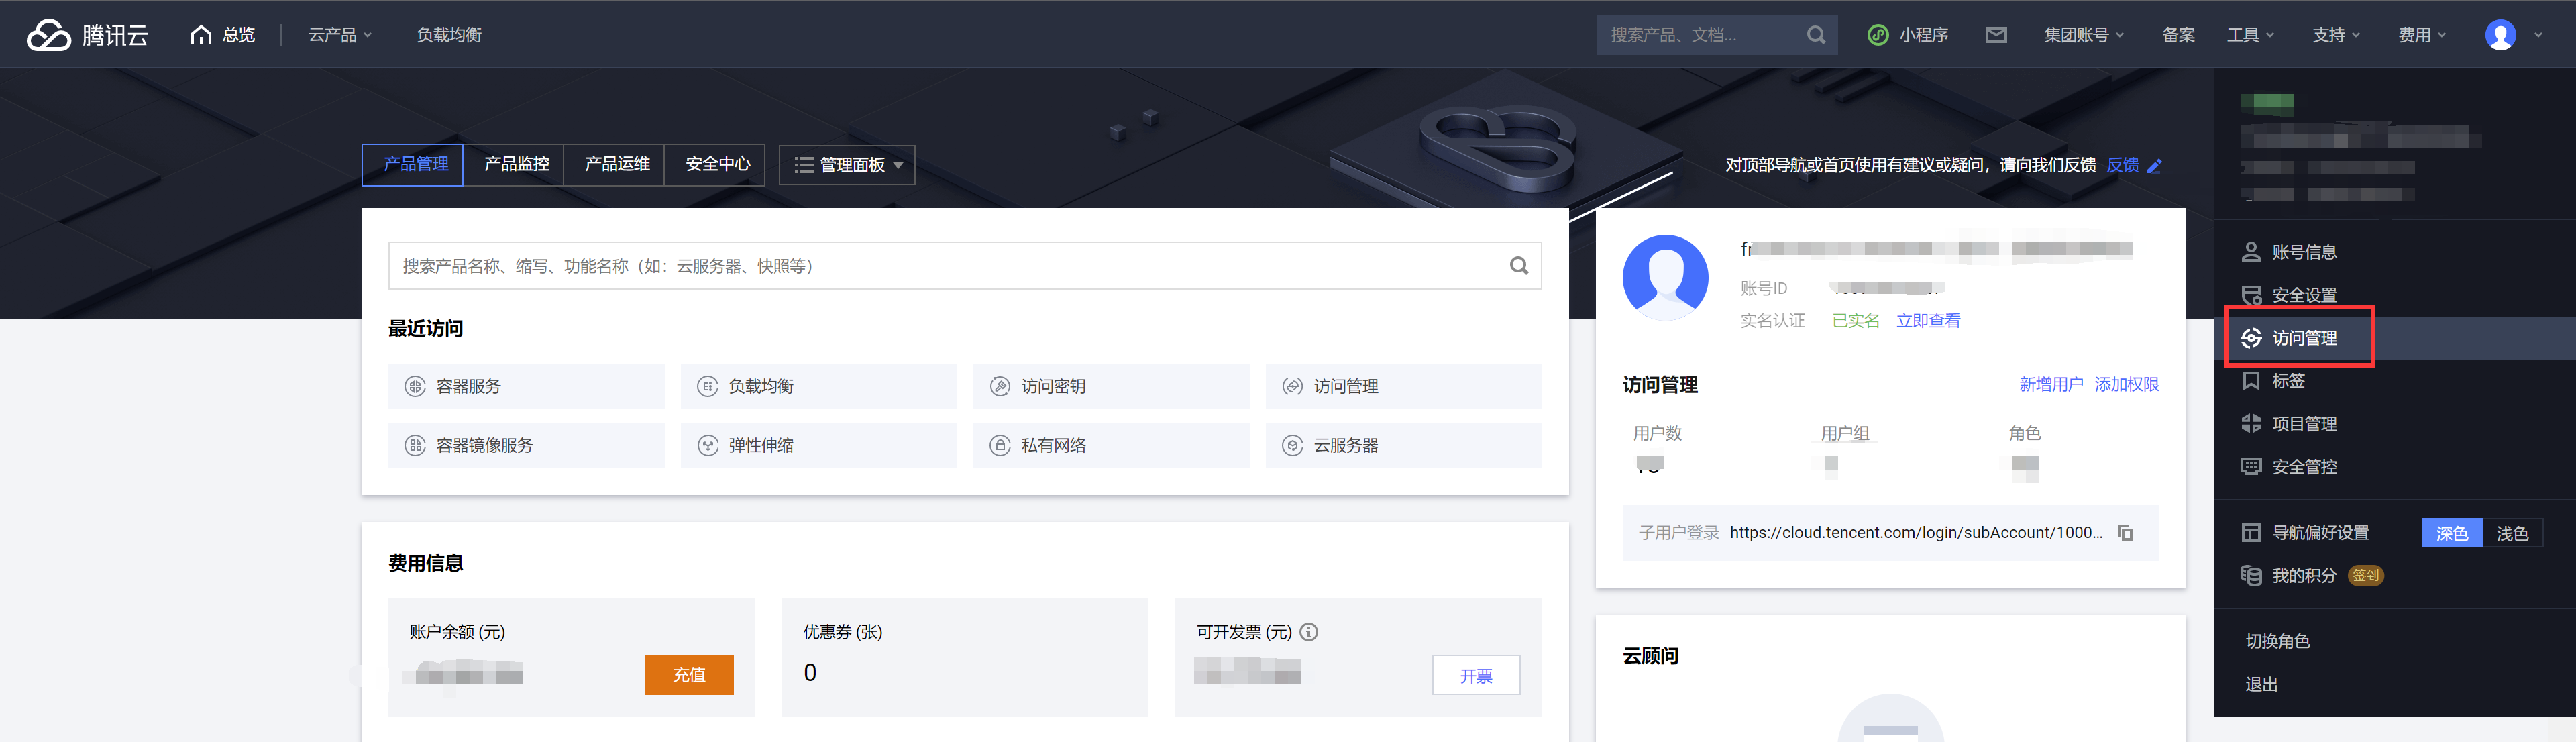 腾讯云 总览 云产品 负载均衡 搜索产品、文档... 小程序 集团账号 备案 工具 支持 费用
产品管理 产品监控 产品运维 安全中心 管理面板
对顶部导航或首页使用有建议或疑问，请向我们反馈 反馈
搜索产品名称、缩写、功能名称（如：云服务器、快照等）
最近访问
容器服务 负载均衡 访问密钥 访问管理
容器镜像服务 弹性伸缩 私有网络 云服务器
费用信息
账户余额 (元)
充值
优惠券 (张)
0
可开发票 (元)
开票
账号ID
实名认证 已实名 立即查看
访问管理 新增用户 添加权限
用户数 用户组 角色
子用户登录 https://cloud.tencent.com/login/subAccount/1000...
云顾问
账号信息
安全设置
访问管理
标签
项目管理
安全管控
导航偏好设置 深色 浅色
我的积分 签到
切换角色
退出